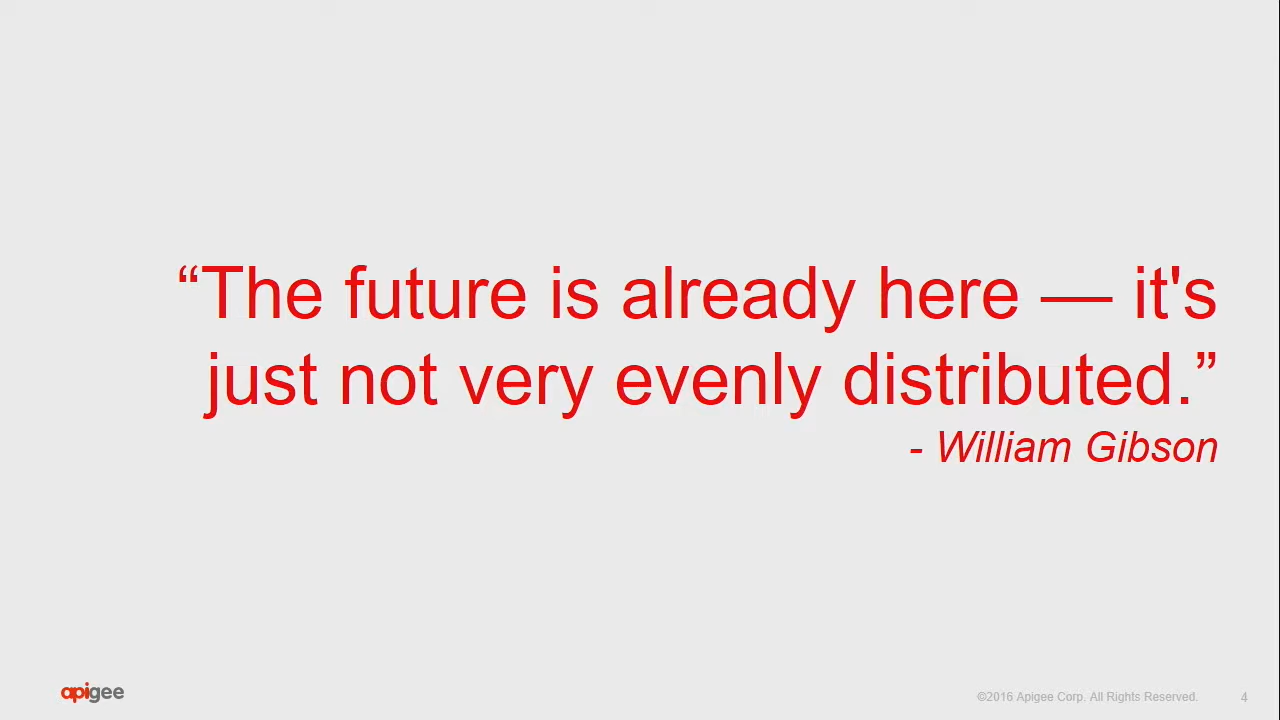 “The future is already here — it's
just not very evenly distributed.”
- William Gibson
apigee
©2016 Apigee Corp. All Rights Reserved.
4